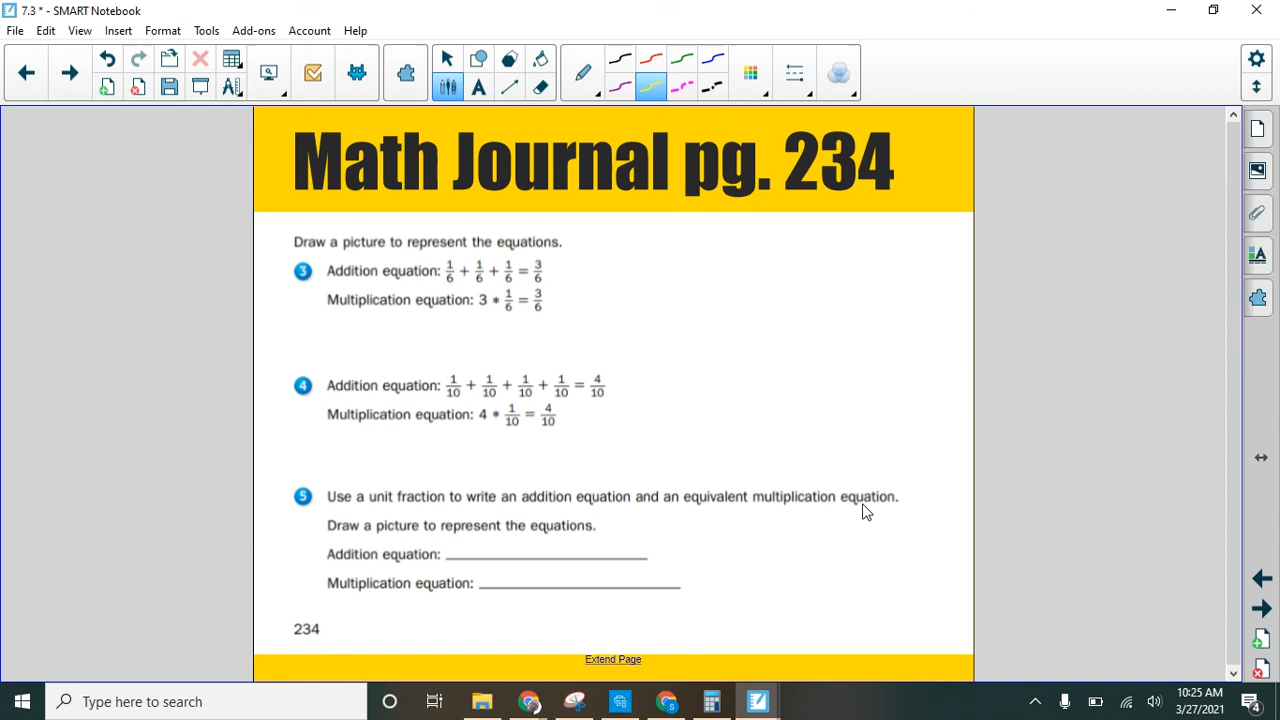 7.3 * - SMART Notebook
File Edit View Insert Format Tools Add-ons Account Help
Math Journal pg. 234
Draw a picture to represent the equations.
3 Addition equation: 1/6 + 1/6 + 1/6 = 3/6
Multiplication equation: 3 * 1/6 = 3/6
4 Addition equation: 1/10 + 1/10 + 1/10 + 1/10 = 4/10
Multiplication equation: 4 * 1/10 = 4/10
5 Use a unit fraction to write an addition equation and an equivalent multiplication equation.
Draw a picture to represent the equations.
Addition equation:
Multiplication equation:
234
Extend Page
Type here to search
10:25 AM
3/27/2021
4